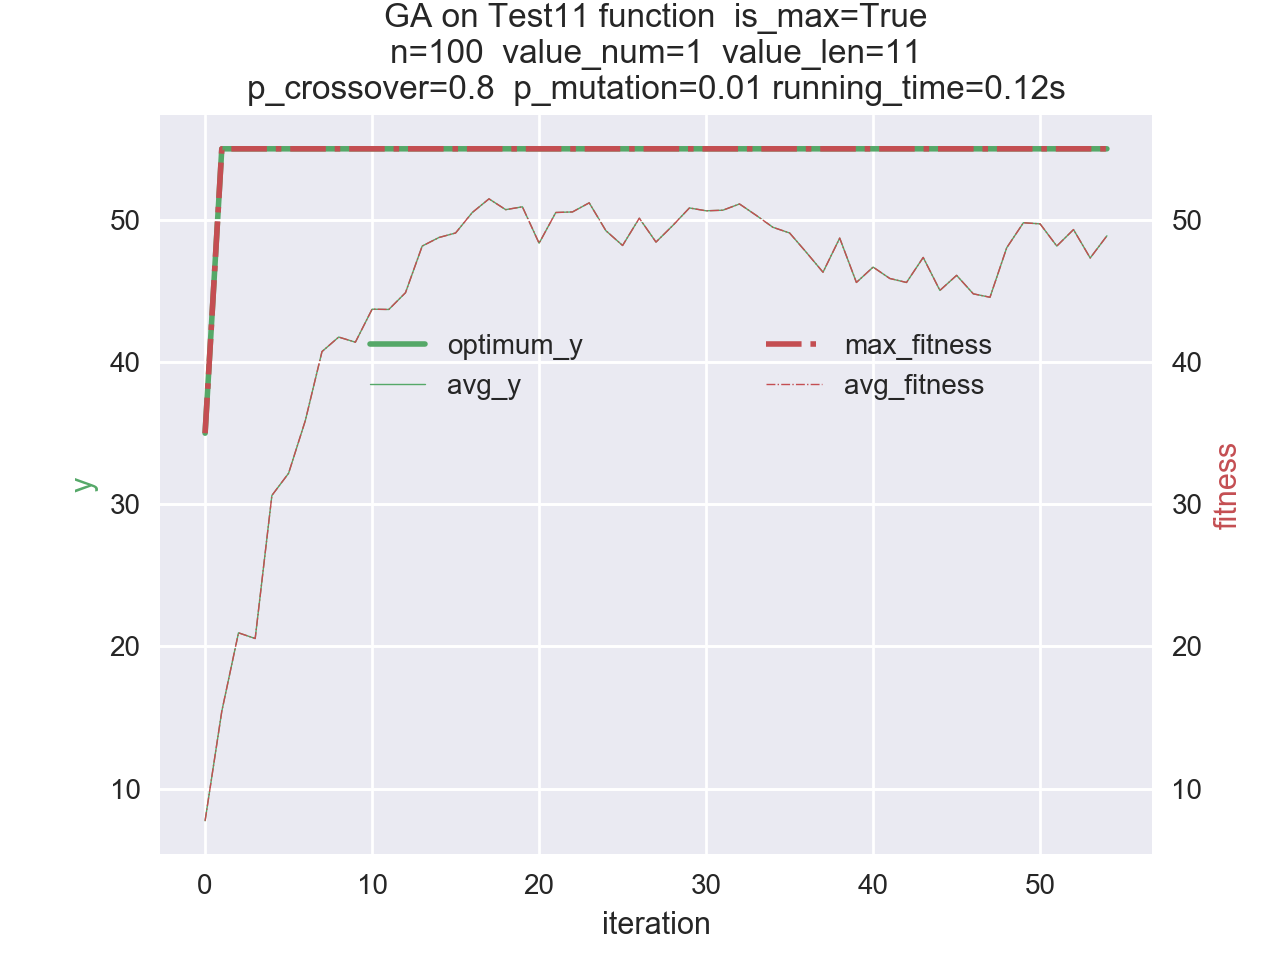 GA on Test11 function  is_max=True
n=100  value_num=1  value_len=11
p_crossover=0.8  p_mutation=0.01 running_time=0.12s
50
40
30
20
10
y
optimum_y
avg_y
max_fitness
avg_fitness
50
40
30
20
10
fitness
0 10 20 30 40 50
iteration